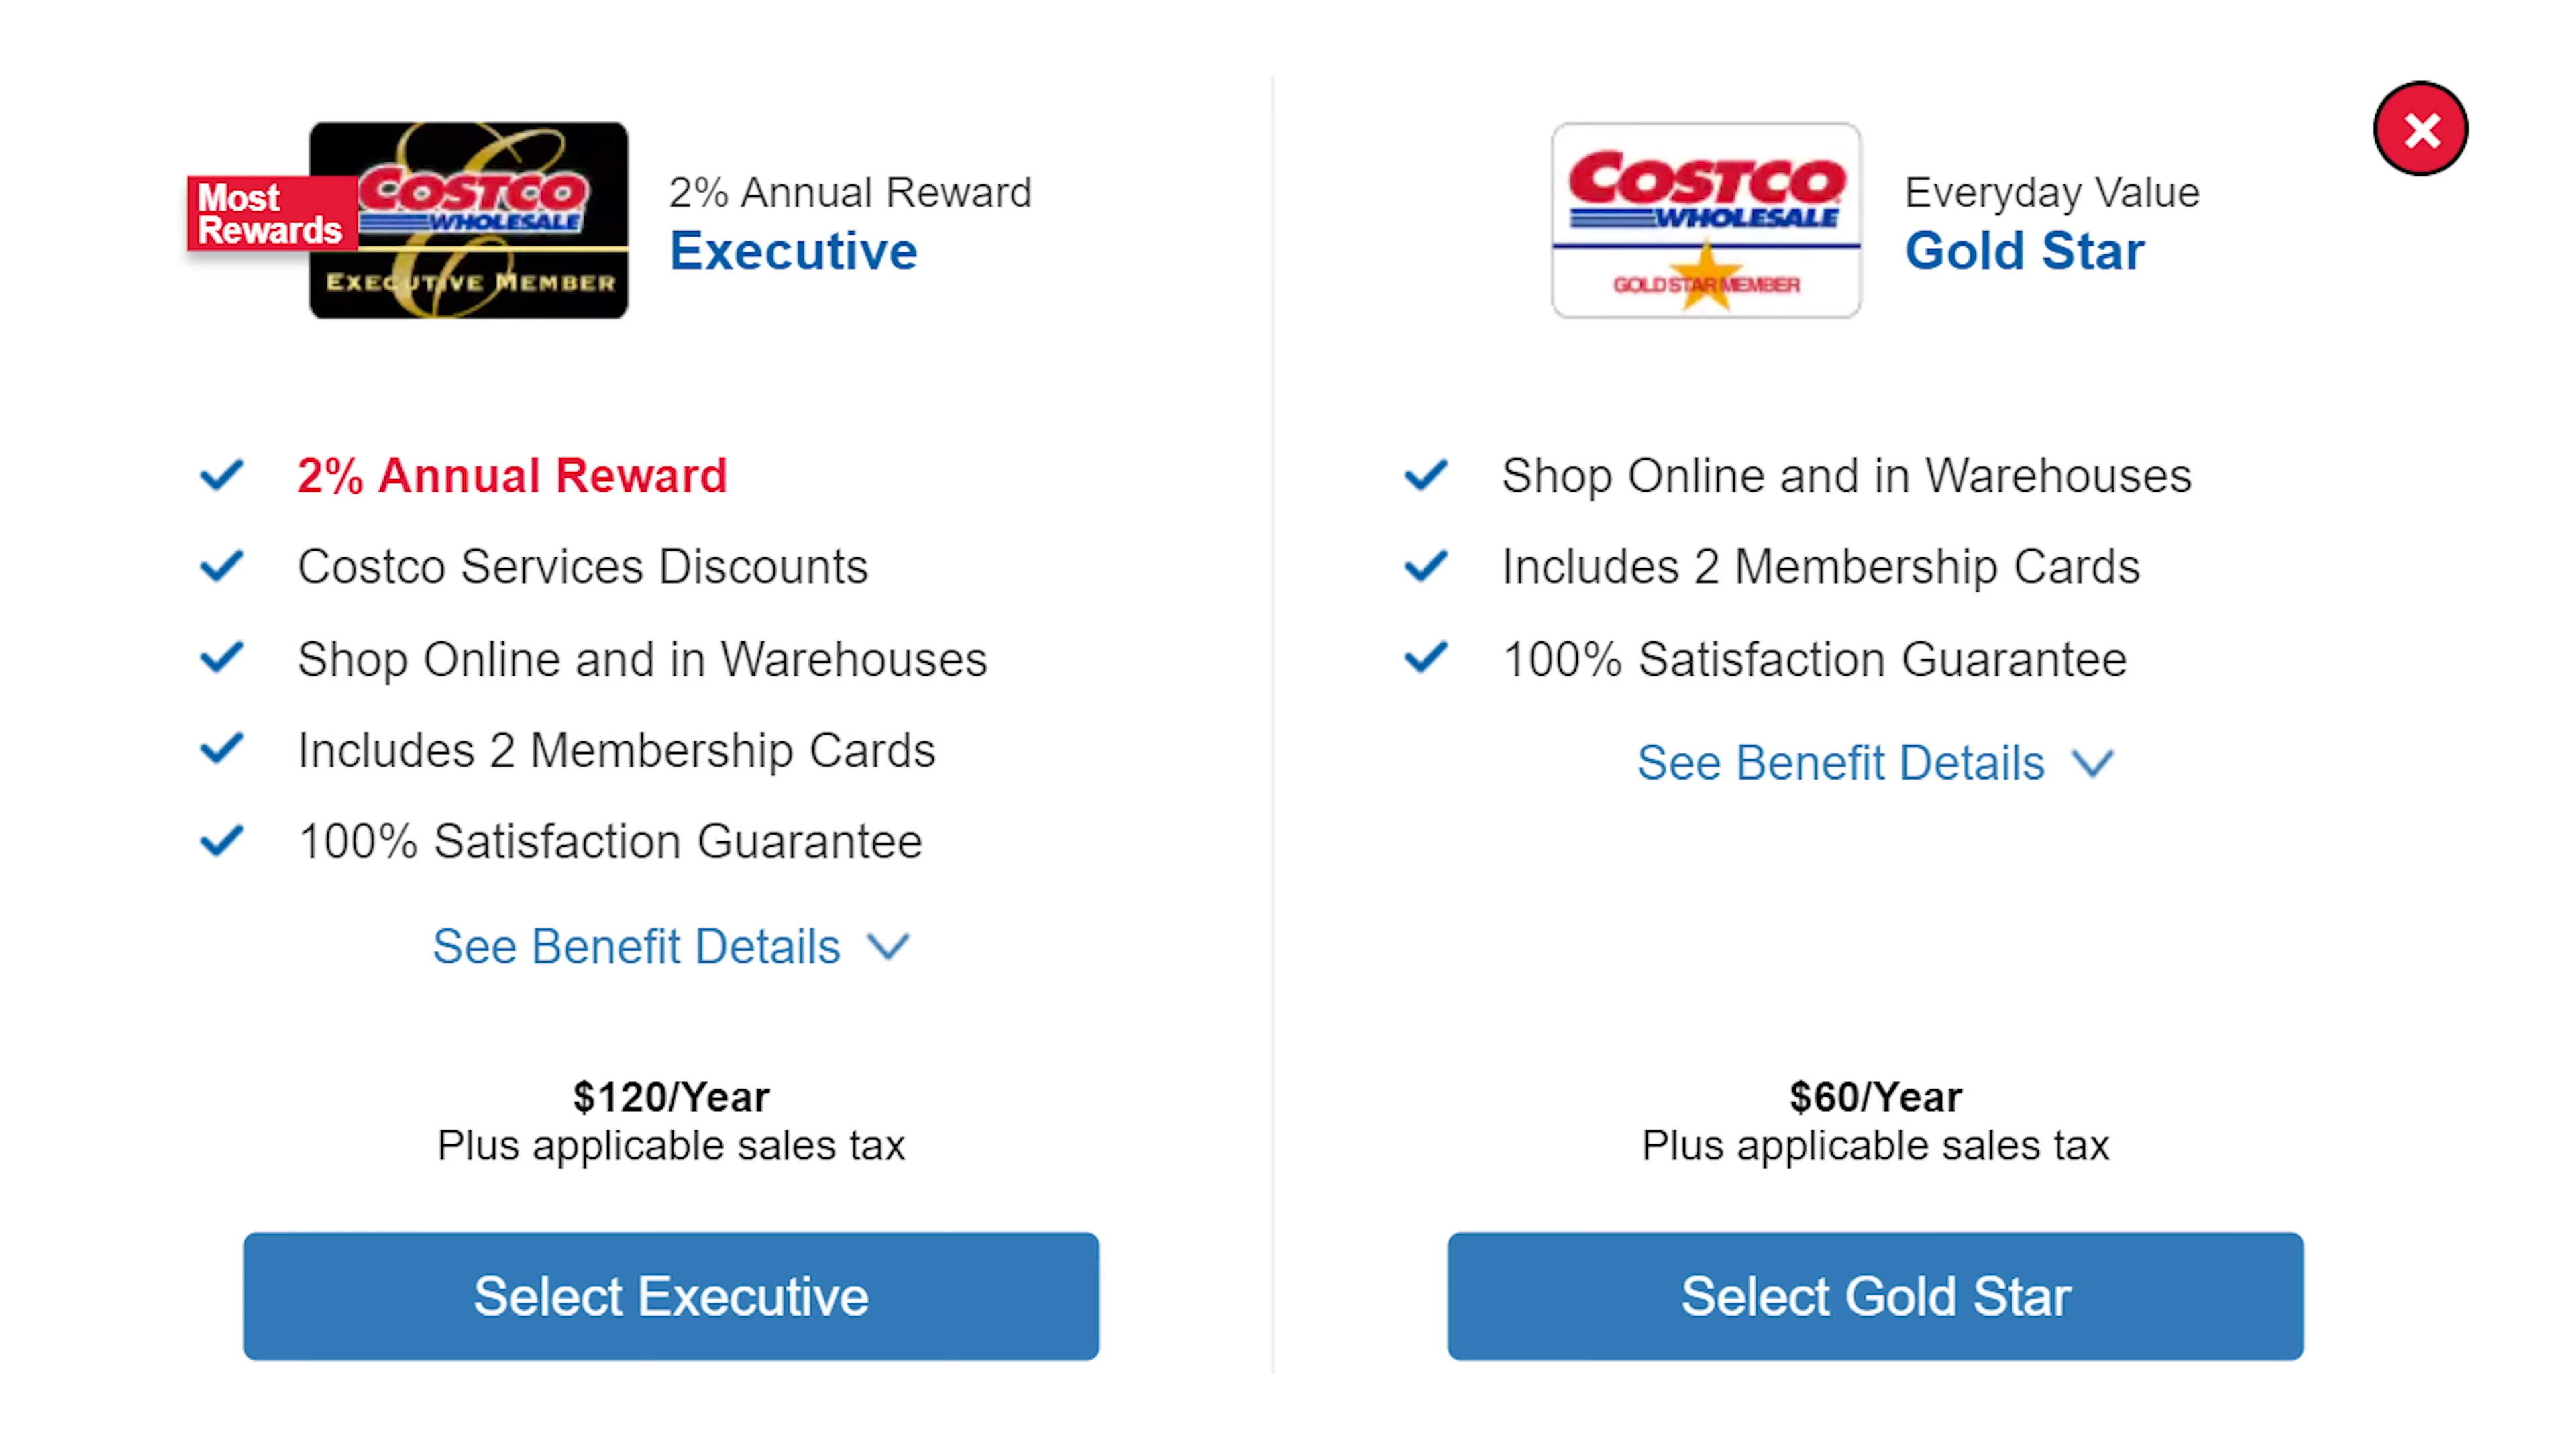 Most
Rewards
COSTCO
WHOLESALE
EXECUTIVE MEMBER
2% Annual Reward
Executive
2% Annual Reward
Costco Services Discounts
Shop Online and in Warehouses
Includes 2 Membership Cards
100% Satisfaction Guarantee
See Benefit Details
$120/Year
Plus applicable sales tax
Select Executive
COSTCO
WHOLESALE
GOLD STAR MEMBER
Everyday Value
Gold Star
Shop Online and in Warehouses
Includes 2 Membership Cards
100% Satisfaction Guarantee
See Benefit Details
$60/Year
Plus applicable sales tax
Select Gold Star